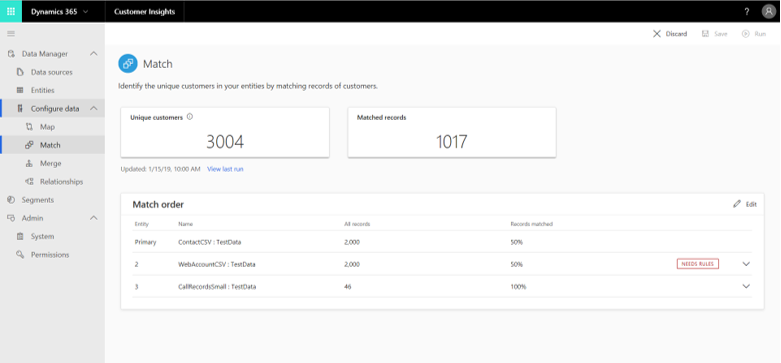 Dynamics 365
Customer Insights
?
Discard
Save
Run
Data Manager
Data sources
Entities
Configure data
Map
Match
Merge
Relationships
Segments
Admin
System
Permissions
Match
Identify the unique customers in your entities by matching records of customers.
Unique customers
3004
Matched records
1017
Updated: 1/15/19, 10:00 AM View last run
Match order
Edit
Entity Name All records Records matched
Primary ContactCSV : TestData 2,000 50%
2 WebAccountCSV : TestData 2,000 50% NEEDS RULES
3 CallRecordsSmall : TestData 46 100%